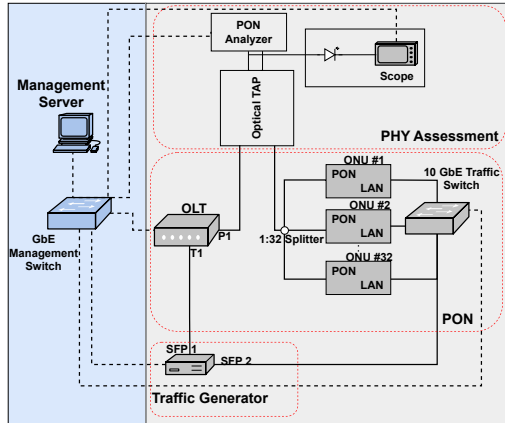 PON
Analyzer
Scope
Optical TAP
PHY Assessment
Management
Server
GbE
Management
Switch
OLT
P1
T1
1:32 Splitter
ONU #1
PON
LAN
ONU #2
PON
LAN
ONU #32
PON
LAN
10 GbE Traffic
Switch
PON
SFP 1
SFP 2
Traffic Generator